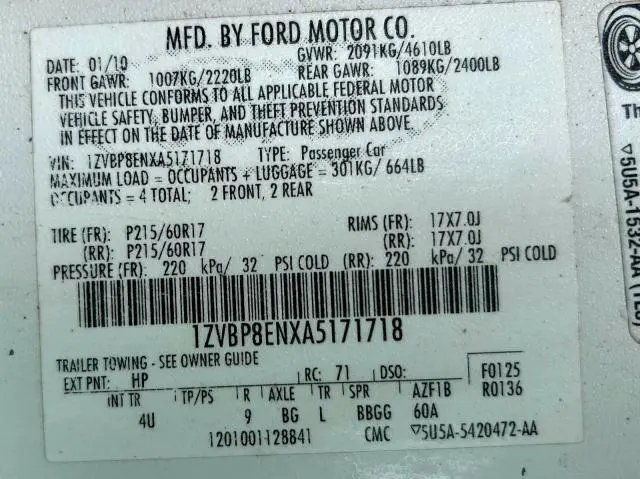 MFD. BY FORD MOTOR CO.
DATE: 01/10 GVWR: 2091KG/4610LB
FRONT GAWR: 1007KG/2220LB REAR GAWR: 1089KG/2400LB
THIS VEHICLE CONFORMS TO ALL APPLICABLE FEDERAL MOTOR
VEHICLE SAFETY, BUMPER, AND THEFT PREVENTION STANDARDS
IN EFFECT ON THE DATE OF MANUFACTURE SHOWN ABOVE.
VIN: 1ZVBP8ENXA5171718 TYPE: Passenger Car
MAXIMUM LOAD = OCCUPANTS + LUGGAGE = 301KG/ 664LB
OCCUPANTS = 4 TOTAL; 2 FRONT, 2 REAR
TIRE (FR): P215/60R17 RIMS (FR): 17X7.0J
(RR): P215/60R17 (RR): 17X7.0J
PRESSURE (FR): 220 kPa/ 32 PSI COLD (RR): 220 kPa/ 32 PSI COLD
1ZVBP8ENXA5171718
TRAILER TOWING - SEE OWNER GUIDE
EXT PNT: HP RC: 71 DSO: F0125
INT TR TP/PS R AXLE TR SPR AZF1B R0136
4U 9 BG L BBGG 60A
1201001128841 CMC ▽5U5A-5420472-AA
Th